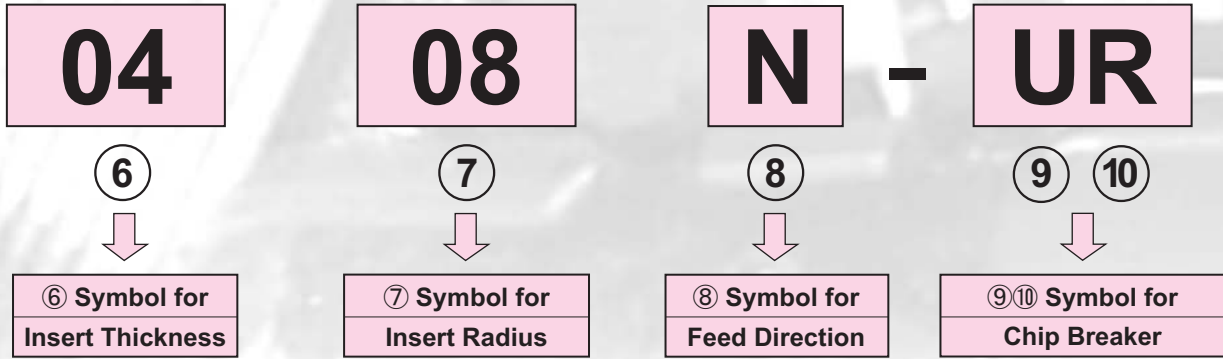 04 08 N - UR
⑥ ⑦ ⑧ ⑨ ⑩
⑥ Symbol for
Insert Thickness
⑦ Symbol for
Insert Radius
⑧ Symbol for
Feed Direction
⑨⑩ Symbol for
Chip Breaker